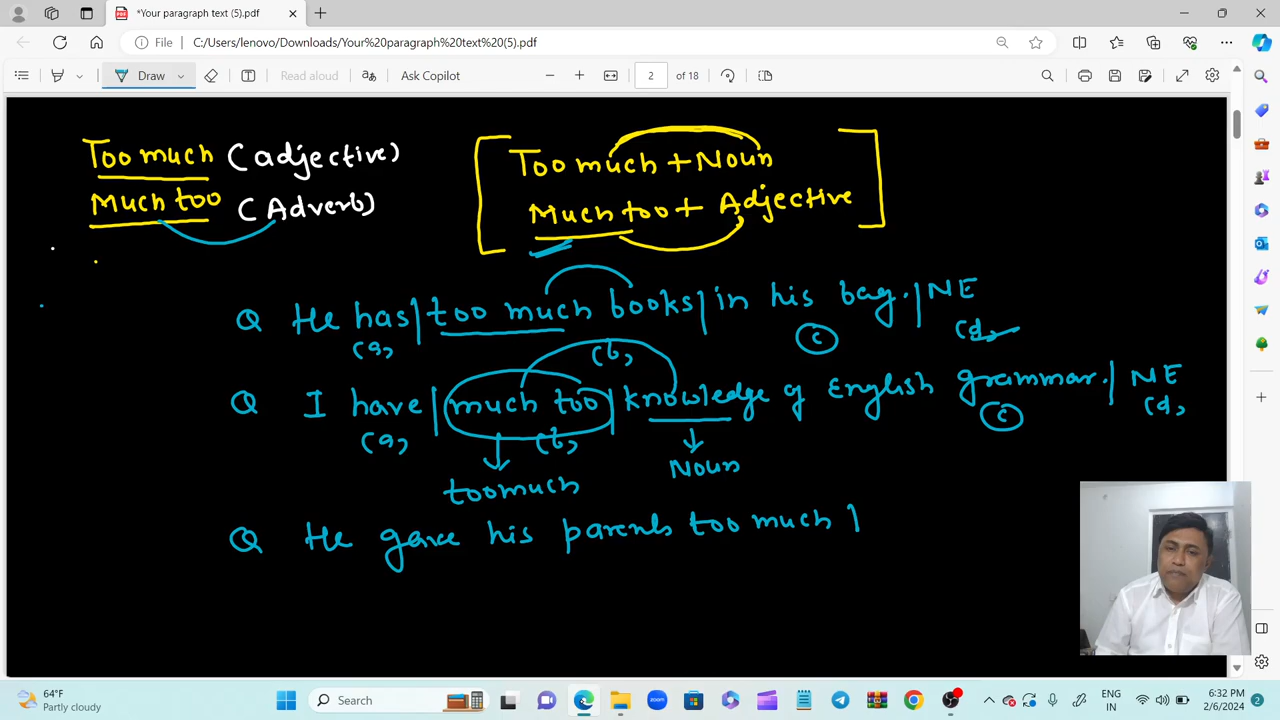 *Your paragraph text (5).pdf
File C:/Users/lenovo/Downloads/Your%20paragraph%20text%20(5).pdf
Draw Read aloud Ask Copilot 2 of 18
Too much (adjective)
Much too (Adverb)
Too much + Noun
Much too + Adjective
Q He has | too much books | in his bag. | NE
(a) (b) (c) (d)
Q I have | much too | knowledge of English grammar. | NE
(a) (b) (c) (d)
toomuch Noun
Q He gave his parents too much
64°F
Partly cloudy
Search
zoom
ENG
IN
6:32 PM
2/6/2024
2